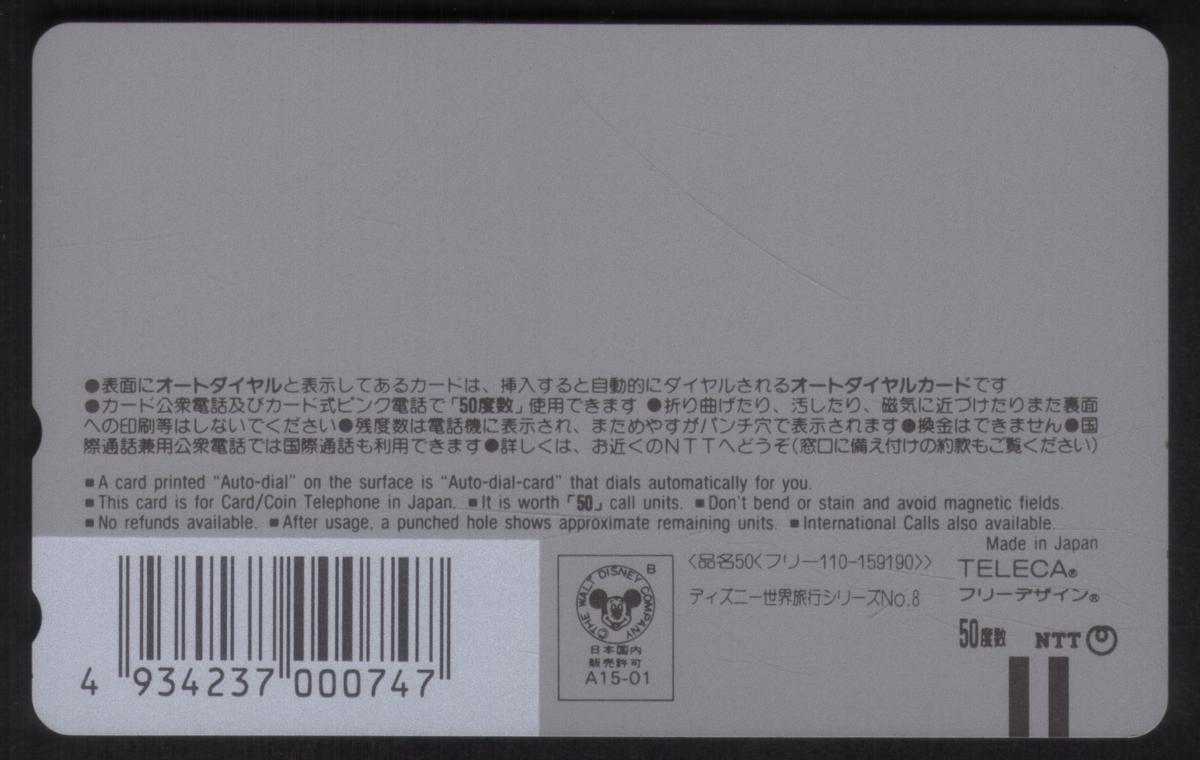 ●表面にオートダイヤルと表示してあるカードは、挿入すると自動的にダイヤルされるオートダイヤルカードです
●カード公衆電話及びカード式ピンク電話で「50度数」使用できます ●折り曲げたり、汚したり、磁気に近づけたりまた裏面
への印刷等はしないでください●残度数は電話機に表示され、まためやすがパンチ穴で表示されます●換金はできません●国
際通話兼用公衆電話では国際通話も利用できます●詳しくは、お近くのNTTへどうぞ(窓口に備え付けの約款もご覧ください)
■A card printed “Auto-dial” on the surface is “Auto-dial-card” that dials automatically for you.
■This card is for Card/Coin Telephone in Japan. ■It is worth「50」call units. ■Don't bend or stain and avoid magnetic fields.
■No refunds available. ■After usage, a punched hole shows approximate remaining units. ■International Calls also available.
Made in Japan
4 934237 000747
B
©THE WALT DISNEY COMPANY
日本国内
販売許可
A15-01
〈品名50〈フリー110-159190〉〉
ディズニー世界旅行シリーズNo.8
TELECA®
フリーデザイン®
50度数 NTT